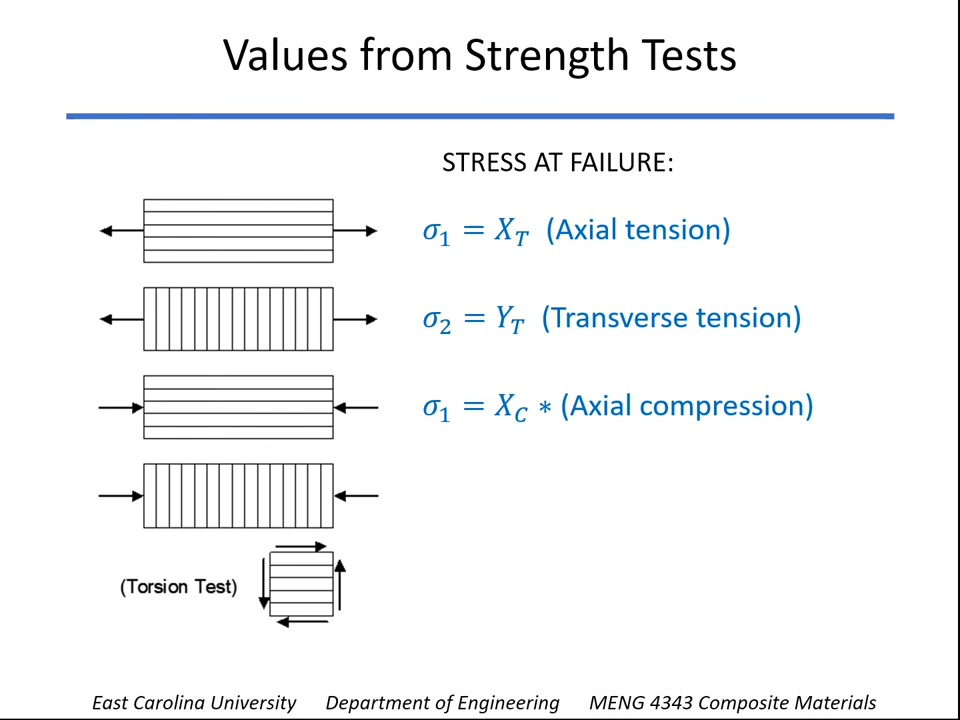 Values from Strength Tests
STRESS AT FAILURE:
σ₁ = X_T (Axial tension)
σ₂ = Y_T (Transverse tension)
σ₁ = X_C * (Axial compression)
(Torsion Test)
East Carolina University Department of Engineering MENG 4343 Composite Materials